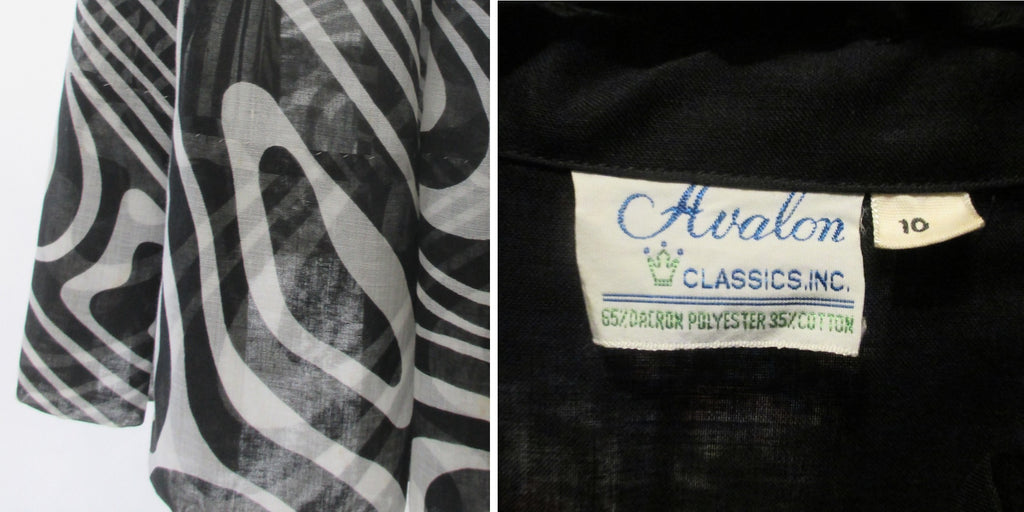 Avalon
10
CLASSICS, INC.
65% DACRON POLYESTER 35% COTTON